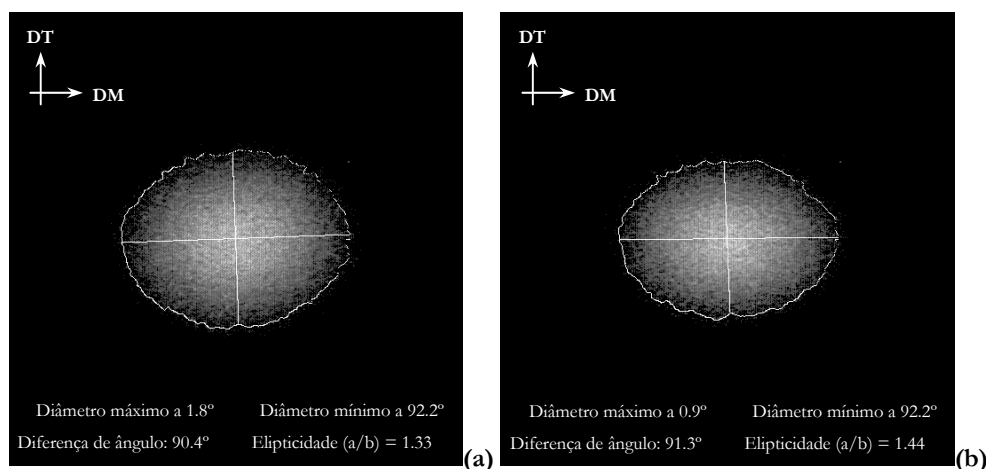 DT
DM
Diâmetro máximo a 1.8º Diâmetro mínimo a 92.2º
Diferença de ângulo: 90.4º Elipticidade (a/b) = 1.33
(a)
DT
DM
Diâmetro máximo a 0.9º Diâmetro mínimo a 92.2º
Diferença de ângulo: 91.3º Elipticidade (a/b) = 1.44
(b)